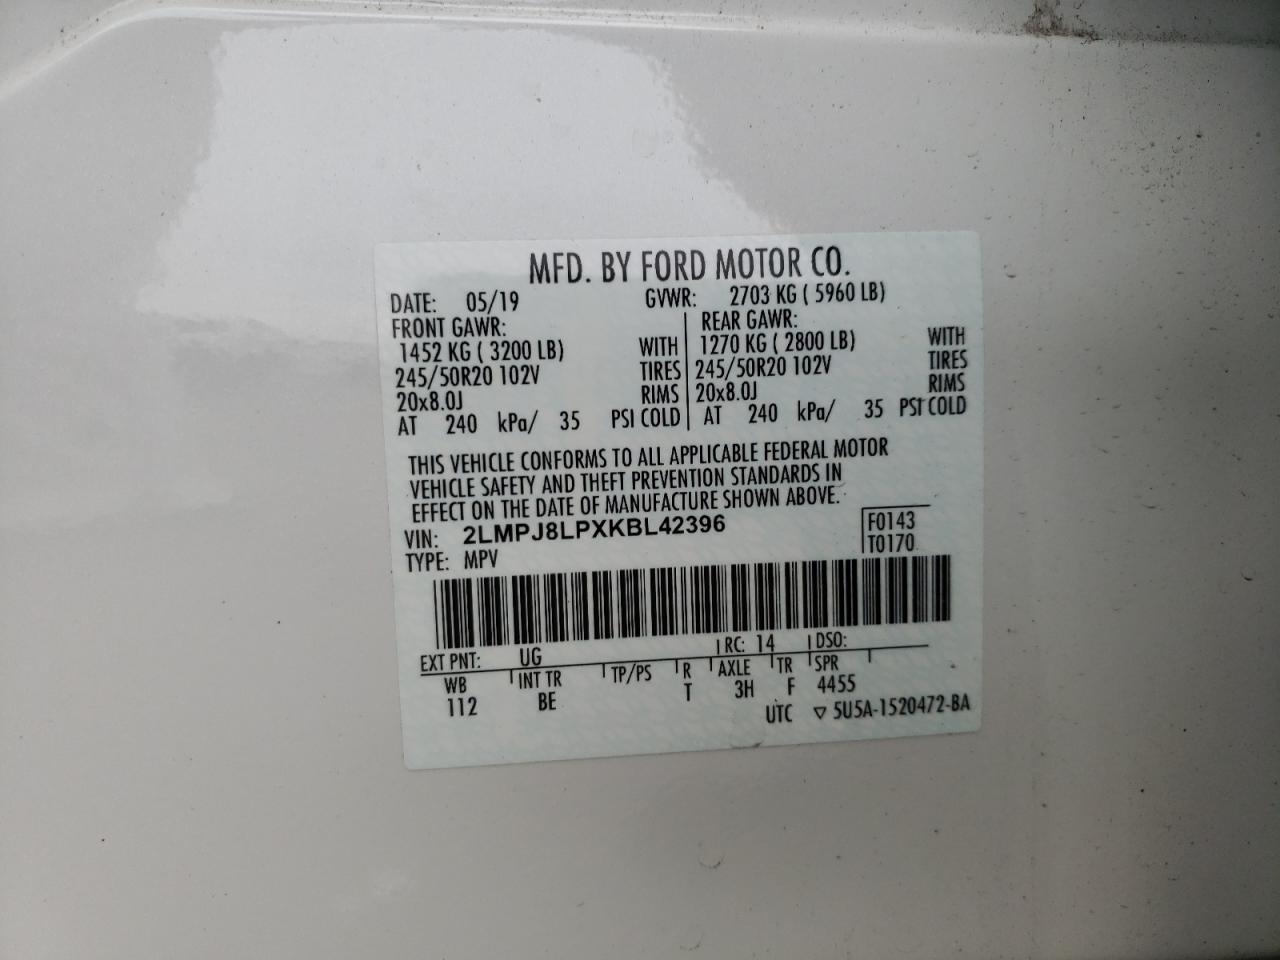 MFD. BY FORD MOTOR CO.
DATE: 05/19 GVWR: 2703 KG ( 5960 LB)
FRONT GAWR: REAR GAWR:
1452 KG ( 3200 LB) WITH 1270 KG ( 2800 LB) WITH
245/50R20 102V TIRES 245/50R20 102V TIRES
20x8.0J RIMS 20x8.0J RIMS
AT 240 kPa/ 35 PSI COLD AT 240 kPa/ 35 PSI COLD
THIS VEHICLE CONFORMS TO ALL APPLICABLE FEDERAL MOTOR
VEHICLE SAFETY AND THEFT PREVENTION STANDARDS IN
EFFECT ON THE DATE OF MANUFACTURE SHOWN ABOVE.
VIN: 2LMPJ8LPXKBL42396 F0143
TYPE: MPV T0170
EXT PNT: UG RC: 14 DSO:
WB INT TR TP/PS R AXLE TR SPR
112 BE T 3H F 4455
UTC ▽ 5U5A-1520472-BA